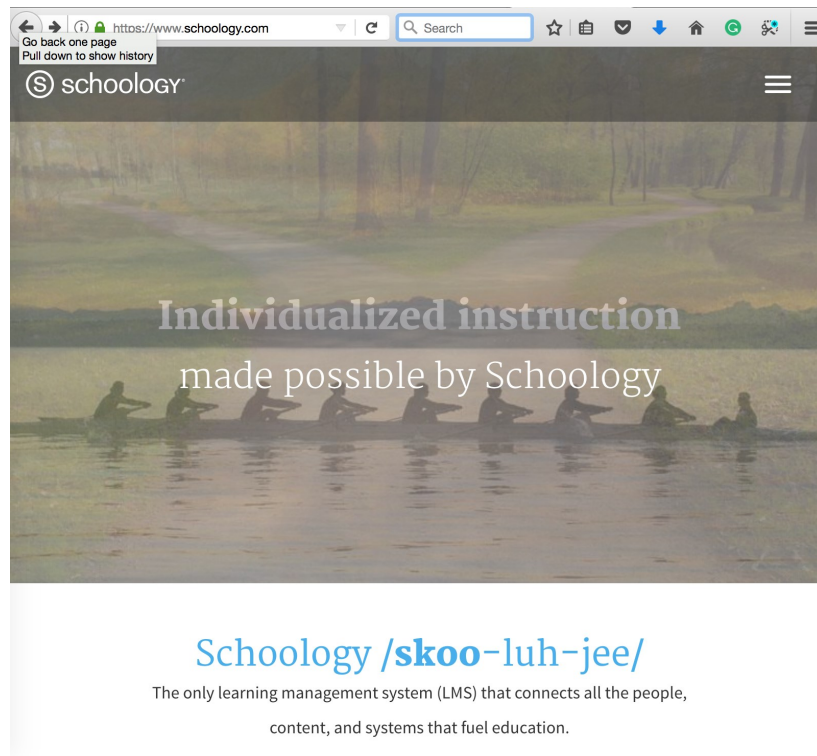 https://www.schoology.com
Search
Go back one page
Pull down to show history
S schoology
Individualized instruction
made possible by Schoology
Schoology /skoo-luh-jee/
The only learning management system (LMS) that connects all the people,
content, and systems that fuel education.